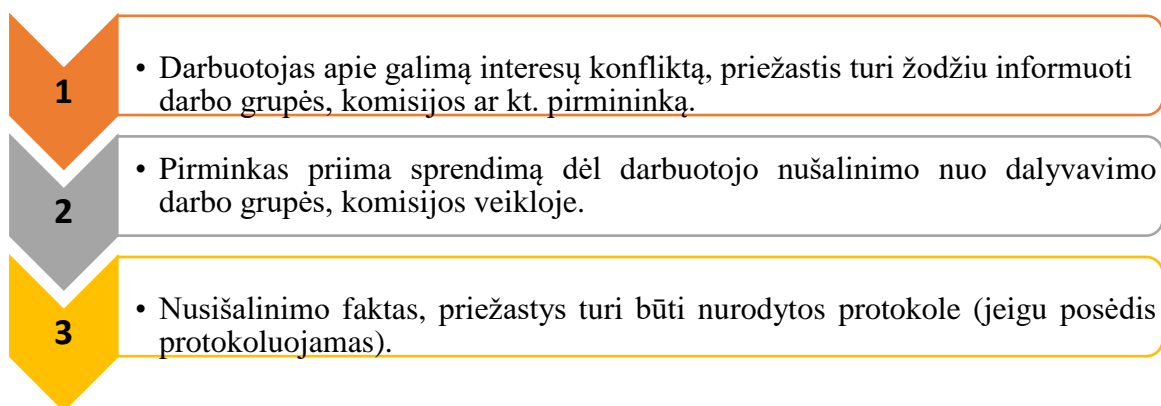 1
• Darbuotojas apie galimą interesų konfliktą, priežastis turi žodžiu informuoti
darbo grupės, komisijos ar kt. pirmininką.
2
• Pirminkas priima sprendimą dėl darbuotojo nušalinimo nuo dalyvavimo
darbo grupės, komisijos veikloje.
3
• Nusišalinimo faktas, priežastys turi būti nurodytos protokole (jeigu posėdis
protokoluojamas).